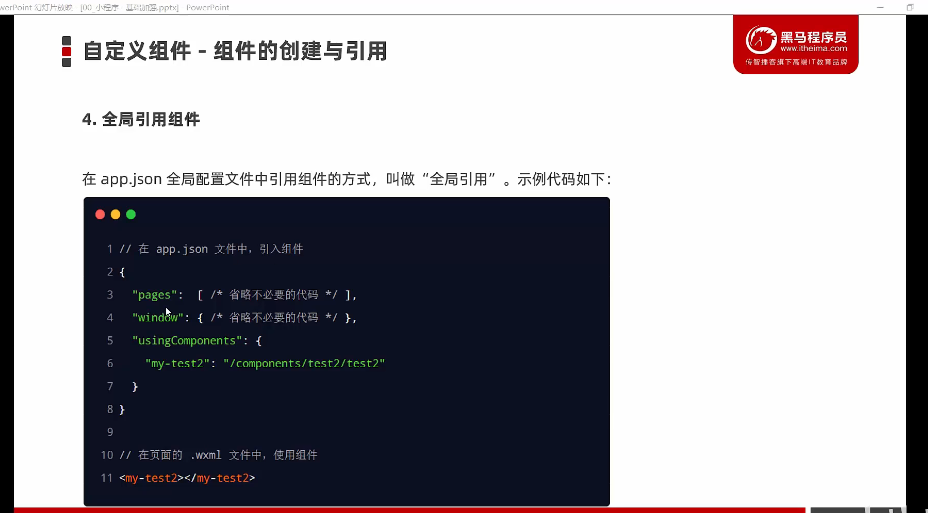 werPoint 幻灯片放映 - [00_小程序 - 基础加强.pptx] - PowerPoint
自定义组件 - 组件的创建与引用
黑马程序员
www.itheima.com
传智播客旗下高端IT教育品牌
4. 全局引用组件
在 app.json 全局配置文件中引用组件的方式，叫做“全局引用”。示例代码如下：
1 // 在 app.json 文件中，引入组件
2 {
3 "pages": [ /* 省略不必要的代码 */ ],
4 "window": { /* 省略不必要的代码 */ },
5 "usingComponents": {
6 "my-test2": "/components/test2/test2"
7 }
8 }
9
10 // 在页面的 .wxml 文件中，使用组件
11 <my-test2></my-test2>